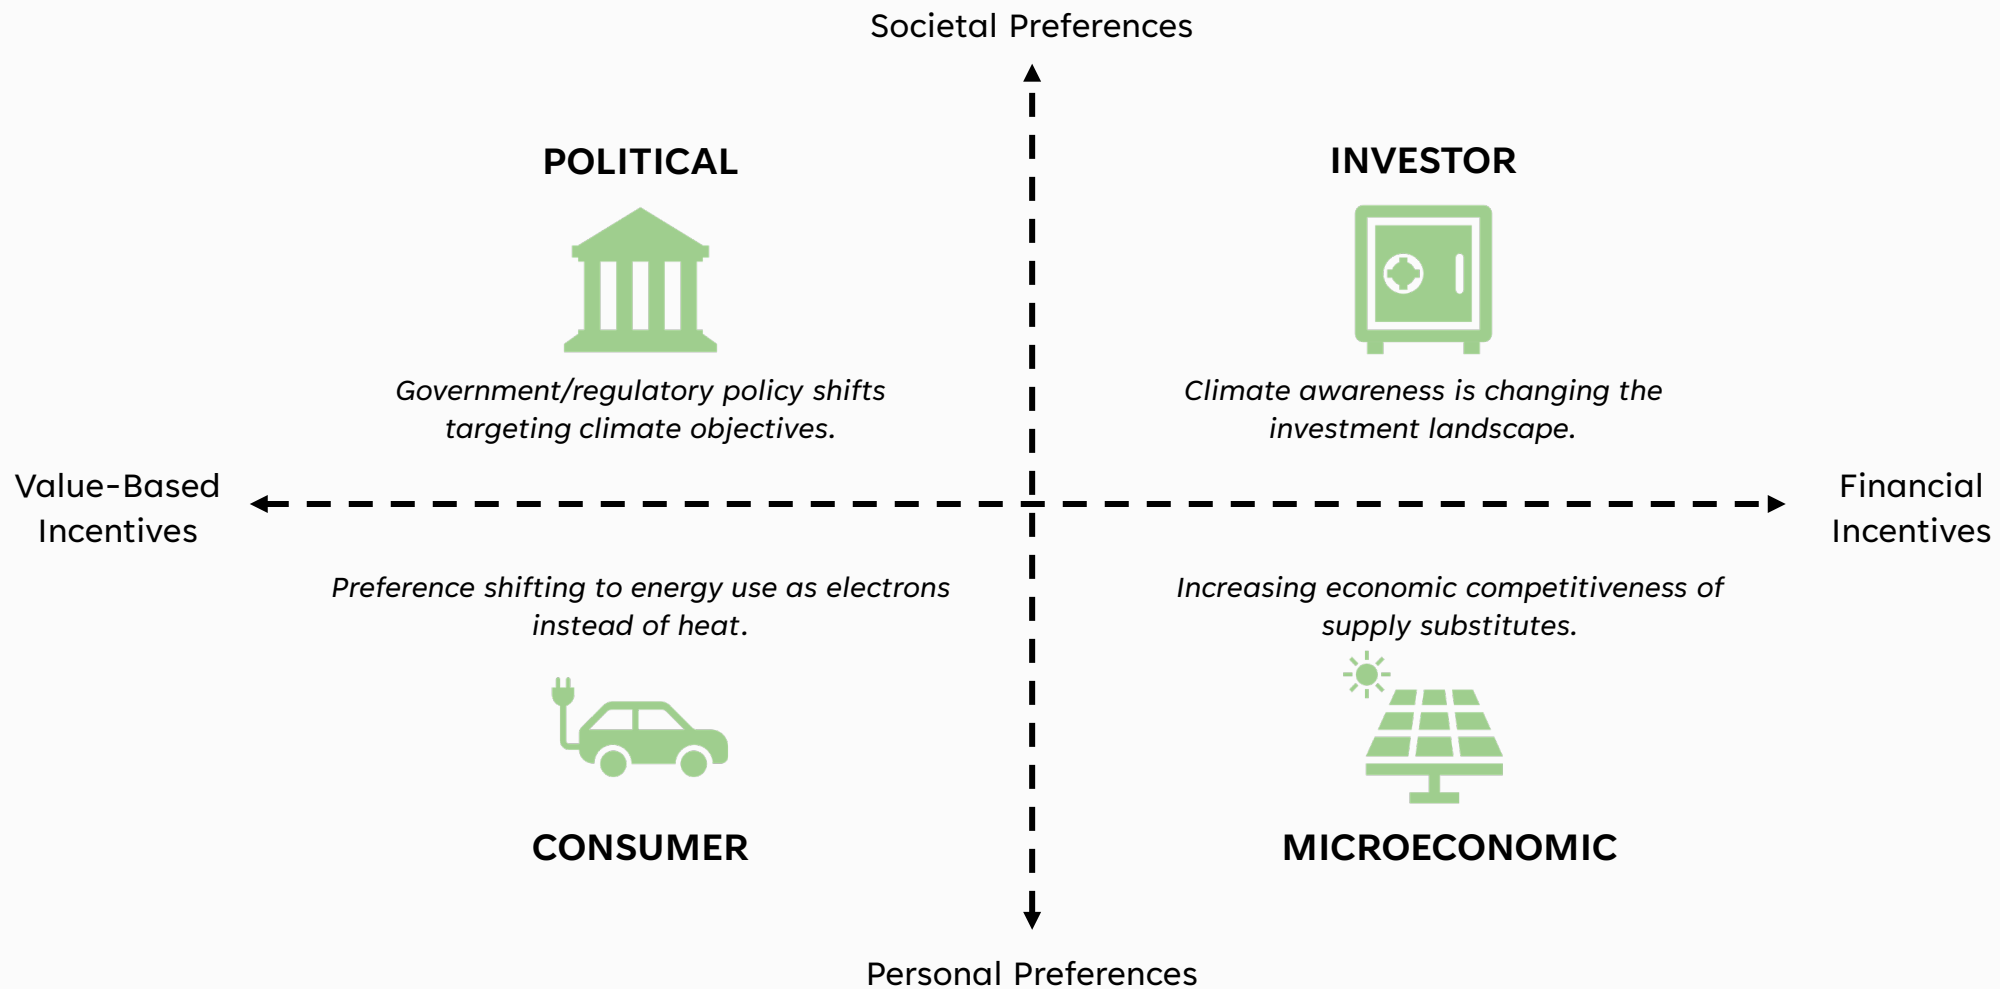 Societal Preferences
POLITICAL
INVESTOR
Government/regulatory policy shifts
targeting climate objectives.
Climate awareness is changing the
investment landscape.
Value-Based
Incentives
Financial
Incentives
Preference shifting to energy use as electrons
instead of heat.
Increasing economic competitiveness of
supply substitutes.
CONSUMER
MICROECONOMIC
Personal Preferences